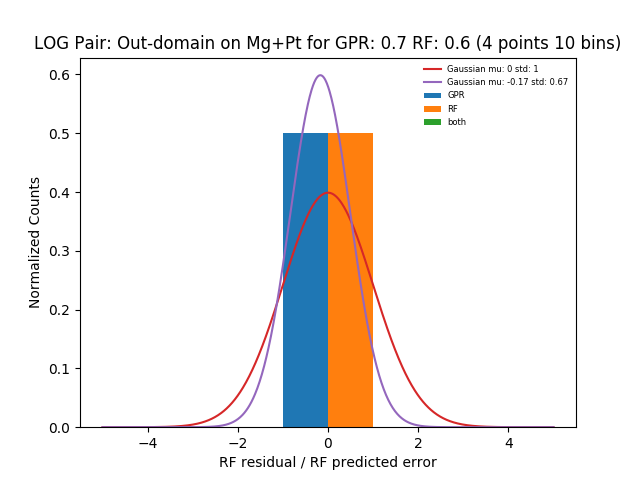 LOG Pair: Out-domain on Mg+Pt for GPR: 0.7 RF: 0.6 (4 points 10 bins)
Gaussian mu: 0 std: 1
Gaussian mu: -0.17 std: 0.67
GPR
RF
both
Normalized Counts
0.6
0.5
0.4
0.3
0.2
0.1
0.0
−4 −2 0 2 4
RF residual / RF predicted error